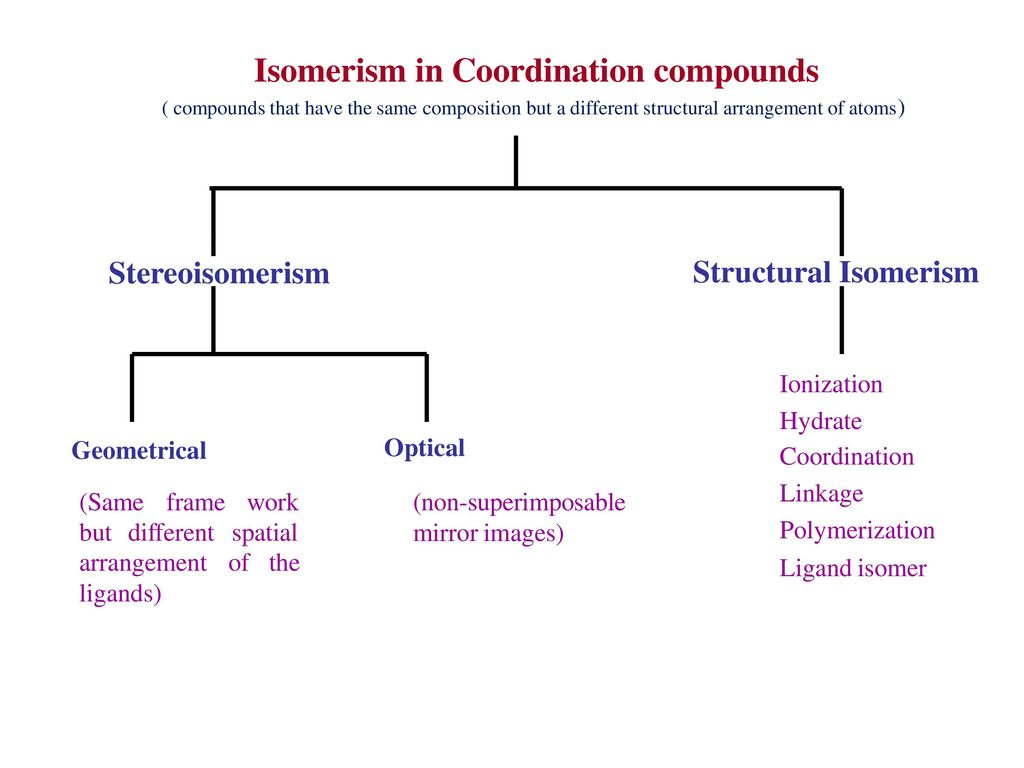 Isomerism in Coordination compounds
( compounds that have the same composition but a different structural arrangement of atoms)
Stereoisomerism
Structural Isomerism
Geometrical
(Same frame work
but different spatial
arrangement of the
ligands)
Optical
(non-superimposable
mirror images)
Ionization
Hydrate
Coordination
Linkage
Polymerization
Ligand isomer